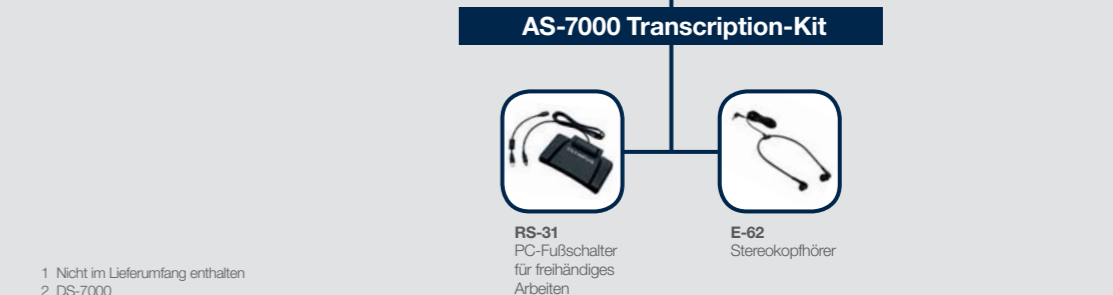 AS-7000 Transcription-Kit
RS-31
PC-Fußschalter
für freihändiges
Arbeiten
E-62
Stereokopfhörer
1 Nicht im Lieferumfang enthalten
2 DS-7000